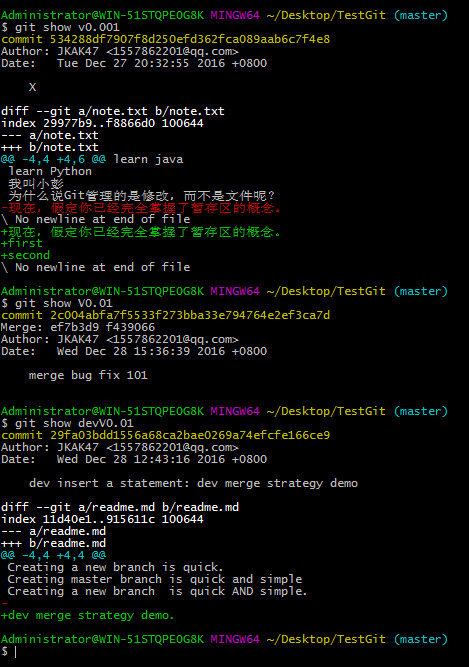 Administrator@WIN-51STQPEOG8K MINGW64 ~/Desktop/TestGit (master)
$ git show v0.001
commit 534288df7907f8d250efd362fca089aab6c7f4e8
Author: JKAK47 <1557862201@qq.com>
Date:   Tue Dec 27 20:32:55 2016 +0800
X
diff --git a/note.txt b/note.txt
index 29977b9..f8866d0 100644
--- a/note.txt
+++ b/note.txt
@@ -4,4 +4,6 @@ learn java
learn Python
我叫小彭
为什么说Git管理的是修改，而不是文件呢？
-现在，假定你已经完全掌握了暂存区的概念。
\ No newline at end of file
+现在，假定你已经完全掌握了暂存区的概念。
+first
+second
\ No newline at end of file
Administrator@WIN-51STQPEOG8K MINGW64 ~/Desktop/TestGit (master)
$ git show V0.01
commit 2c004abfa7f5533f273bba33e794764e2ef3ca7d
Merge: ef7b3d9 f439066
Author: JKAK47 <1557862201@qq.com>
Date:   Wed Dec 28 15:36:39 2016 +0800
merge bug fix 101
Administrator@WIN-51STQPEOG8K MINGW64 ~/Desktop/TestGit (master)
$ git show devV0.01
commit 29fa03bdd1556a68ca2bae0269a74efcfe166ce9
Author: JKAK47 <1557862201@qq.com>
Date:   Wed Dec 28 12:43:16 2016 +0800
dev insert a statement: dev merge strategy demo
diff --git a/readme.md b/readme.md
index 11d40e1..915611c 100644
--- a/readme.md
+++ b/readme.md
@@ -4,4 +4,4 @@
Creating a new branch is quick.
Creating master branch is quick and simple
Creating a new branch  is quick AND simple.
-
+dev merge strategy demo.
Administrator@WIN-51STQPEOG8K MINGW64 ~/Desktop/TestGit (master)
$